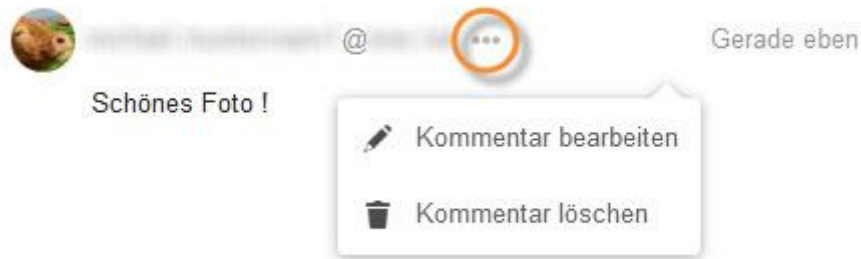 @ ••• Gerade eben
Schönes Foto !
Kommentar bearbeiten
Kommentar löschen